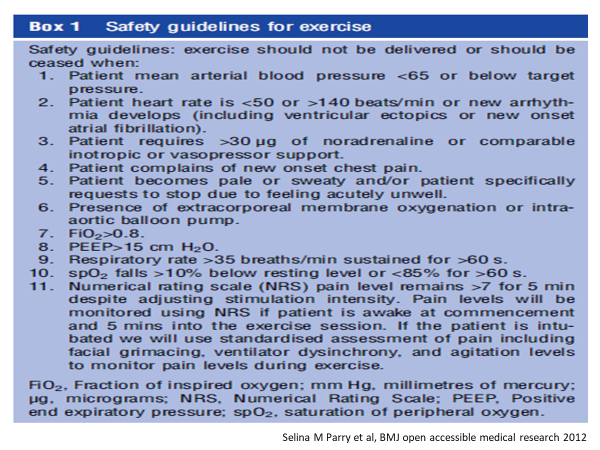 Box 1 Safety guidelines for exercise
Safety guidelines: exercise should not be delivered or should be
ceased when:
1. Patient mean arterial blood pressure <65 or below target
pressure.
2. Patient heart rate is <50 or >140 beats/min or new arrhyth-
mia develops (including ventricular ectopics or new onset
atrial fibrillation).
3. Patient requires >30 µg of noradrenaline or comparable
inotropic or vasopressor support.
4. Patient complains of new onset chest pain.
5. Patient becomes pale or sweaty and/or patient specifically
requests to stop due to feeling acutely unwell.
6. Presence of extracorporeal membrane oxygenation or intra-
aortic balloon pump.
7. FiO₂>0.8.
8. PEEP>15 cm H₂O.
9. Respiratory rate >35 breaths/min sustained for >60 s.
10. spO₂ falls >10% below resting level or <85% for >60 s.
11. Numerical rating scale (NRS) pain level remains >7 for 5 min
despite adjusting stimulation intensity. Pain levels will be
monitored using NRS if patient is awake at commencement
and 5 mins into the exercise session. If the patient is intu-
bated we will use standardised assessment of pain including
facial grimacing, ventilator dysinchrony, and agitation levels
to monitor pain levels during exercise.
FiO₂, Fraction of inspired oxygen; mm Hg, millimetres of mercury;
µg, micrograms; NRS, Numerical Rating Scale; PEEP, Positive
end expiratory pressure; spO₂, saturation of peripheral oxygen.
Selina M Parry et al, BMJ open accessible medical research 2012